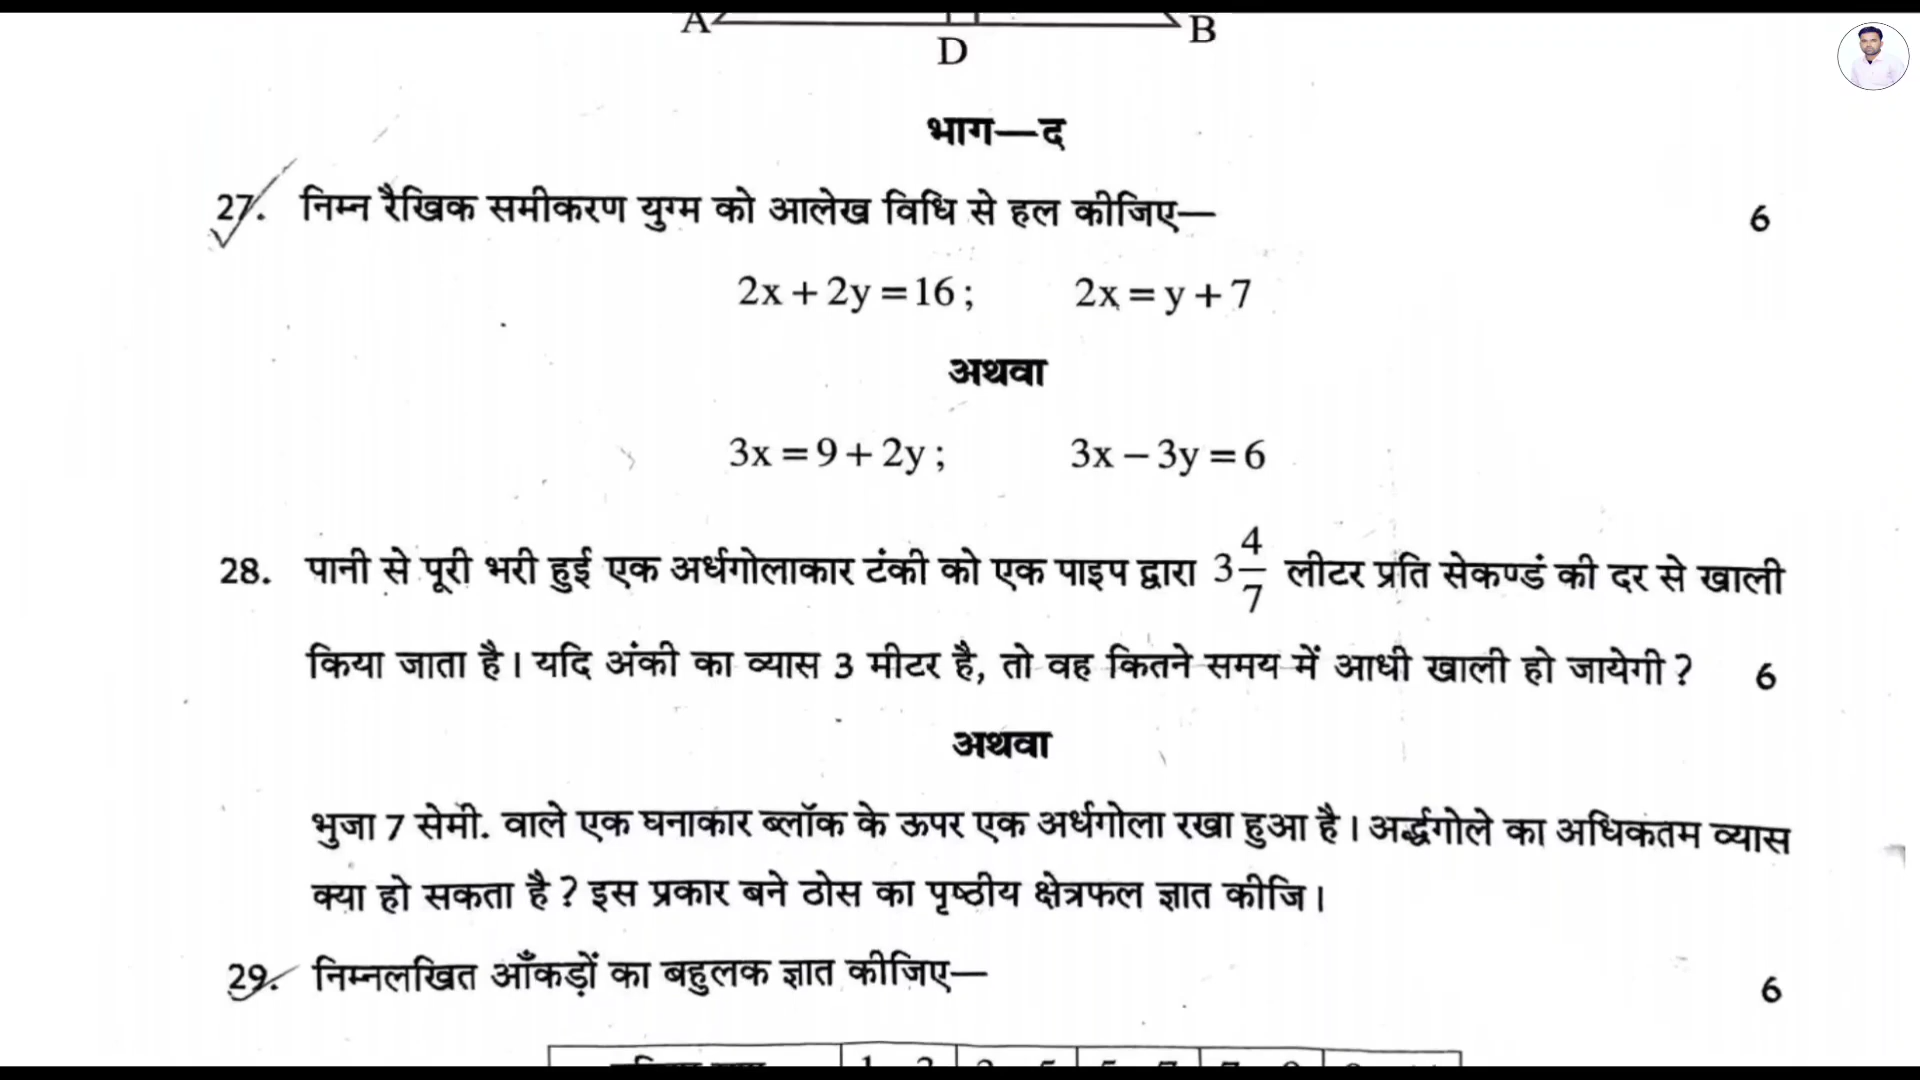 A B
D
भाग—द
27. निम्न रैखिक समीकरण युग्म को आलेख विधि से हल कीजिए— 6
2x + 2y = 16 ; 2x = y + 7
अथवा
3x = 9 + 2y ; 3x – 3y = 6
28. पानी से पूरी भरी हुई एक अर्धगोलाकार टंकी को एक पाइप द्वारा 3 4/7 लीटर प्रति सेकण्डं की दर से खाली
किया जाता है। यदि अंकी का व्यास 3 मीटर है, तो वह कितने समय में आधी खाली हो जायेगी ? 6
अथवा
भुजा 7 सेमी. वाले एक घनाकार ब्लॉक के ऊपर एक अर्धगोला रखा हुआ है। अर्द्धगोले का अधिकतम व्यास
क्या हो सकता है ? इस प्रकार बने ठोस का पृष्ठीय क्षेत्रफल ज्ञात कीजि।
29. निम्नलखित आँकड़ों का बहुलक ज्ञात कीजिए— 6